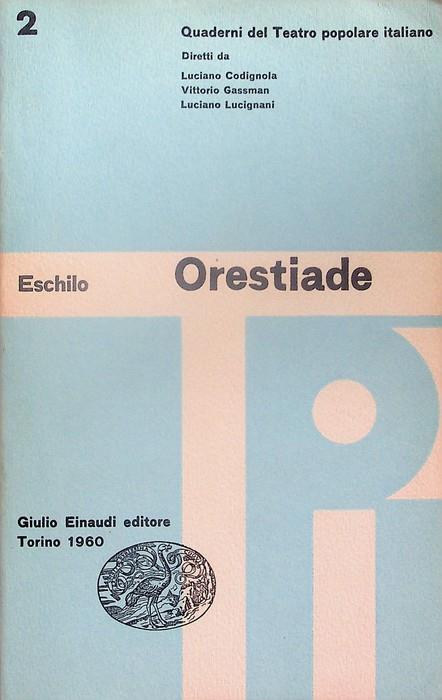 2
Quaderni del Teatro popolare italiano
Diretti da
Luciano Codignola
Vittorio Gassman
Luciano Lucignani
Eschilo
Orestiade
TPI
Giulio Einaudi editore
Torino 1960